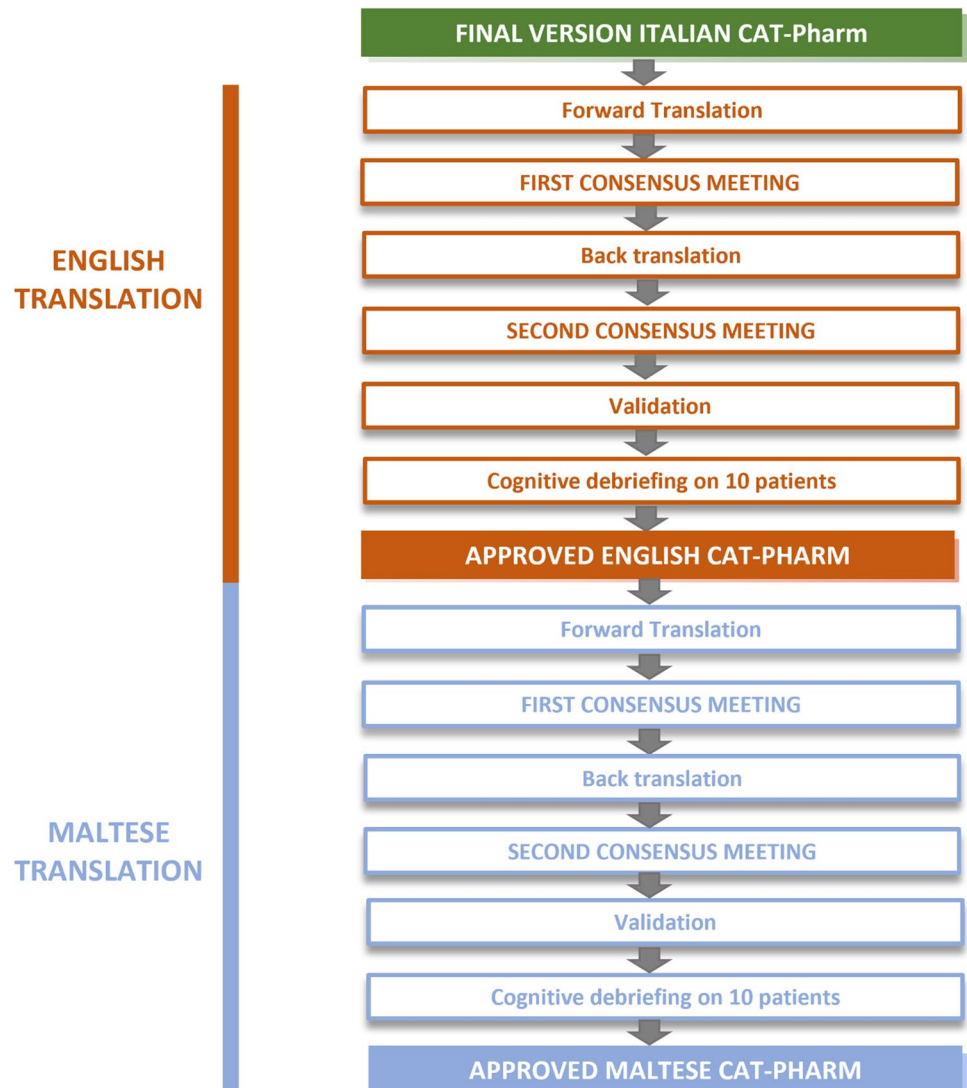 FINAL VERSION ITALIAN CAT-Pharm
Forward Translation
FIRST CONSENSUS MEETING
Back translation
ENGLISH
TRANSLATION
SECOND CONSENSUS MEETING
Validation
Cognitive debriefing on 10 patients
APPROVED ENGLISH CAT-PHARM
Forward Translation
FIRST CONSENSUS MEETING
Back translation
MALTESE
TRANSLATION
SECOND CONSENSUS MEETING
Validation
Cognitive debriefing on 10 patients
APPROVED MALTESE CAT-PHARM